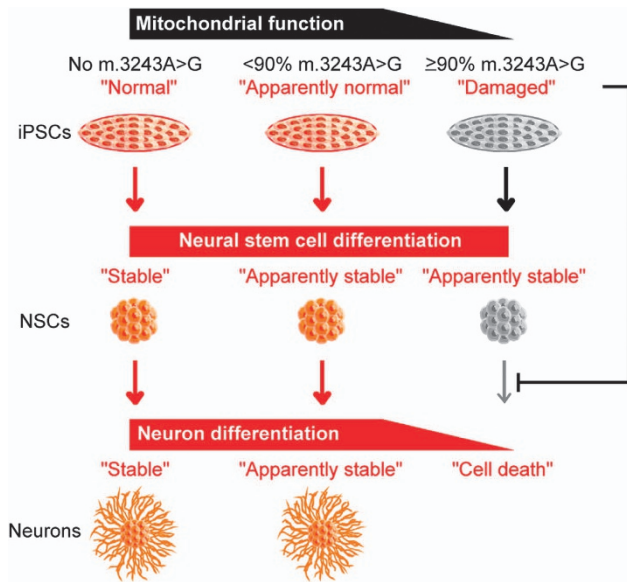 Mitochondrial function
No m.3243A>G <90% m.3243A>G ≥90% m.3243A>G
"Normal" "Apparently normal" "Damaged"
iPSCs
Neural stem cell differentiation
"Stable" "Apparently stable" "Apparently stable"
NSCs
Neuron differentiation
"Stable" "Apparently stable" "Cell death"
Neurons